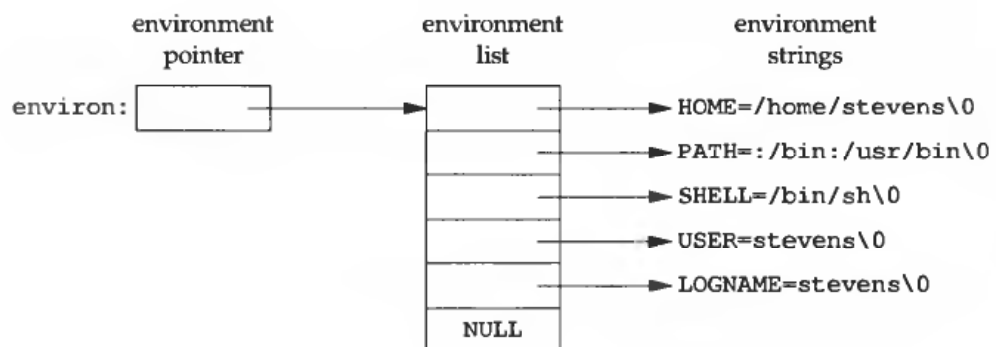 environment pointer
environment list
environment strings
environ:
HOME=/home/stevens\0
PATH=:/bin:/usr/bin\0
SHELL=/bin/sh\0
USER=stevens\0
LOGNAME=stevens\0
NULL